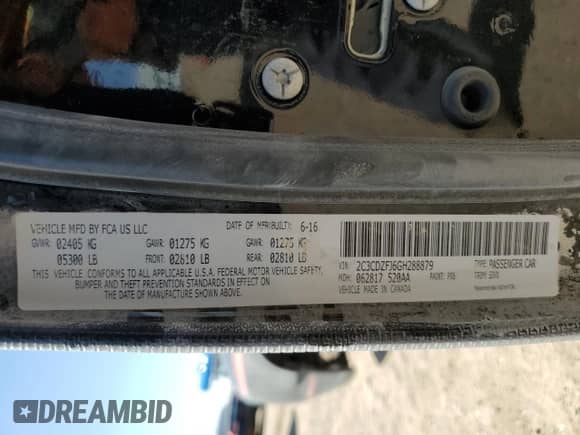 VEHICLE MFD BY FCA US LLC DATE OF MFR(BUILT): 6-16
GVWR: 02405 KG GAWR: 01275 KG GAWR: 01275 KG
05300 LB FRONT: 02810 LB REAR: 02810 LB
THIS VEHICLE CONFORMS TO ALL APPLICABLE U.S.A. FEDERAL MOTOR VEHICLE SAFETY,
BUMPER AND THEFT PREVENTION STANDARDS IN EFFECT ON
THE DATE OF MANUFACTURE SHOWN ABOVE.
VIN: 2C3CDZFJ6GH288879 TYPE: PASSENGER CAR
MDH: 062817 520AA PAINT: PX8
VEHICLE MADE IN CANADA
DREAMBID